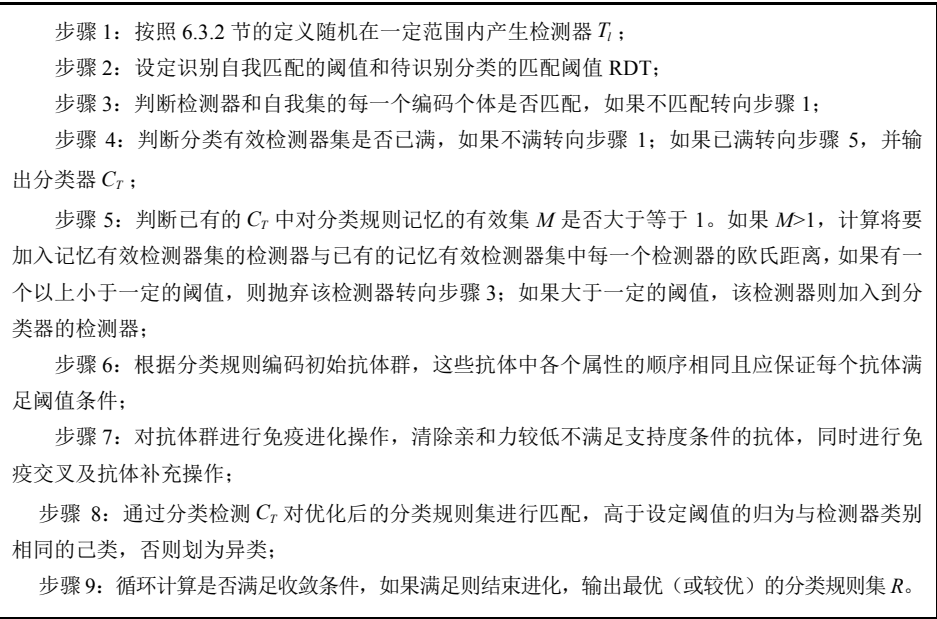 步骤 1：按照 6.3.2 节的定义随机在一定范围内产生检测器 Tl；
步骤 2：设定识别自我匹配的阈值和待识别分类的匹配阈值 RDT；
步骤 3：判断检测器和自我集的每一个编码个体是否匹配，如果不匹配转向步骤 1；
步骤 4：判断分类有效检测器集是否已满，如果不满转向步骤 1；如果已满转向步骤 5，并输
出分类器 CT；
步骤 5：判断已有的 CT 中对分类规则记忆的有效集 M 是否大于等于 1。如果 M>1，计算将要
加入记忆有效检测器集的检测器与已有的记忆有效检测器集中每一个检测器的欧氏距离，如果有一
个以上小于一定的阈值，则抛弃该检测器转向步骤 3；如果大于一定的阈值，该检测器则加入到分
类器的检测器；
步骤 6：根据分类规则编码初始抗体群，这些抗体中各个属性的顺序相同且应保证每个抗体满
足阈值条件；
步骤 7：对抗体群进行免疫进化操作，清除亲和力较低不满足支持度条件的抗体，同时进行免
疫交叉及抗体补充操作；
步骤 8：通过分类检测 CT 对优化后的分类规则集进行匹配，高于设定阈值的归为与检测器类别
相同的己类，否则划为异类；
步骤 9：循环计算是否满足收敛条件，如果满足则结束进化，输出最优（或较优）的分类规则集 R。